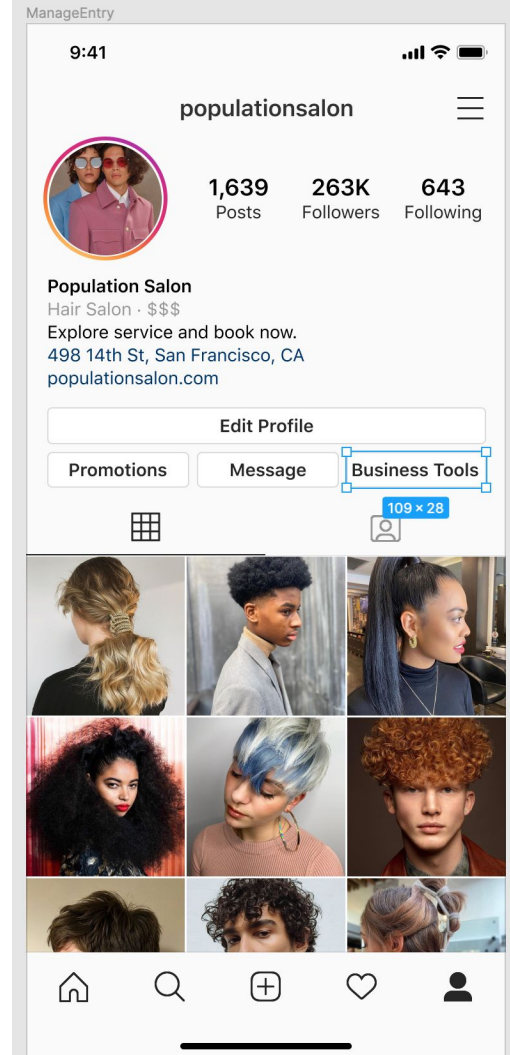 ManageEntry
9:41
populationsalon
1,639 263K 643
Posts Followers Following
Population Salon
Hair Salon · $$$
Explore service and book now.
498 14th St, San Francisco, CA
populationsalon.com
Edit Profile
Promotions Message Business Tools
109 × 28